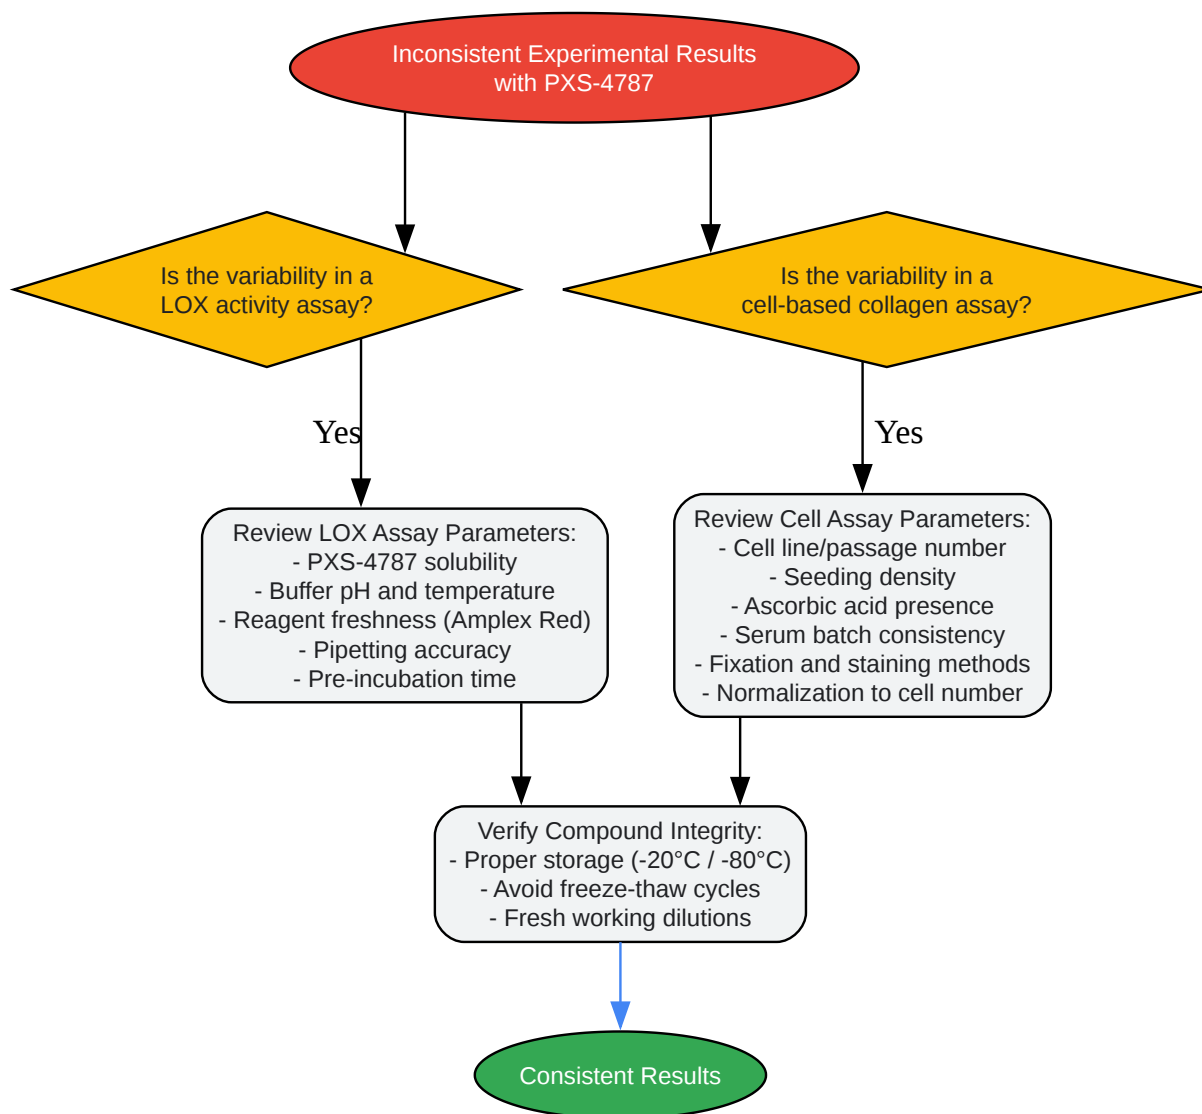 Inconsistent Experimental Results
with PXS-4787
Is the variability in a
LOX activity assay?
Is the variability in a
cell-based collagen assay?
Yes
Yes
Review LOX Assay Parameters:
- PXS-4787 solubility
- Buffer pH and temperature
- Reagent freshness (Amplex Red)
- Pipetting accuracy
- Pre-incubation time
Review Cell Assay Parameters:
- Cell line/passage number
- Seeding density
- Ascorbic acid presence
- Serum batch consistency
- Fixation and staining methods
- Normalization to cell number
Verify Compound Integrity:
- Proper storage (-20°C / -80°C)
- Avoid freeze-thaw cycles
- Fresh working dilutions
Consistent Results